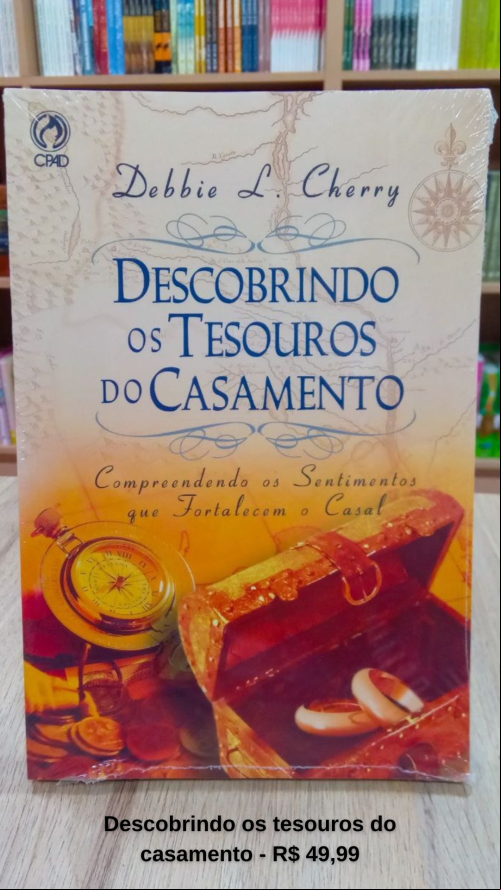 CPAD
Debbie L. Cherry
DESCOBRINDO
OS TESOUROS
DO CASAMENTO
Compreendendo os Sentimentos
que Fortalecem o Casal
Descobrindo os tesouros do
casamento - R$ 49,99